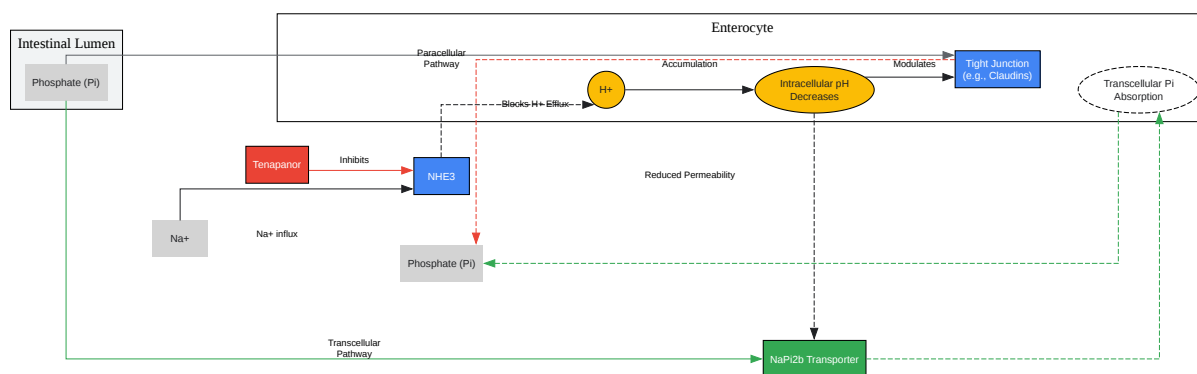 Enterocyte
Intestinal Lumen
Phosphate (Pi)
Paracellular
Pathway
Accumulation
Modulates
Tight Junction
(e.g., Claudins)
H+
Blocks H+ Efflux
Intracellular pH
Decreases
Transcellular Pi
Absorption
Tenapanor
Inhibits
NHE3
Reduced Permeability
Na+
Na+ influx
Phosphate (Pi)
Transcellular
Pathway
NaPi2b Transporter